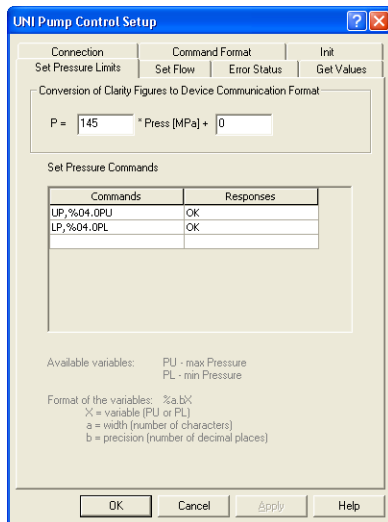 UNI Pump Control Setup
Connection Command Format Init
Set Pressure Limits Set Flow Error Status Get Values
Conversion of Clarity Figures to Device Communication Format
P = 145 * Press [MPa] + 0
Set Pressure Commands
Commands Responses
UP,%04.0PU OK
LP,%04.0PL OK
Available variables: PU - max Pressure
PL - min Pressure
Format of the variables: %a.bX
X = variable (PU or PL)
a = width (number of characters)
b = precision (number of decimal places)
OK Cancel Apply Help